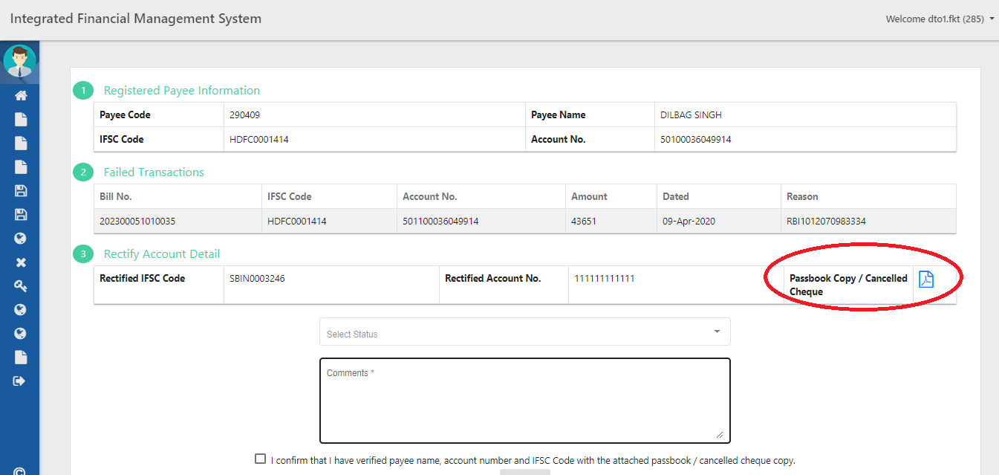 Integrated Financial Management System
Welcome dto1.fkt (285)
1 Registered Payee Information
Payee Code 290409 Payee Name DILBAG SINGH
IFSC Code HDFC0001414 Account No. 50100036049914
2 Failed Transactions
Bill No. IFSC Code Account No. Amount Dated Reason
202300051010035 HDFC0001414 501100036049914 43651 09-Apr-2020 RBI1012070983334
3 Rectify Account Detail
Rectified IFSC Code SBIN0003246 Rectified Account No. 111111111111 Passbook Copy / Cancelled
Cheque
Select Status
Comments *
I confirm that I have verified payee name, account number and IFSC Code with the attached passbook / cancelled cheque copy.